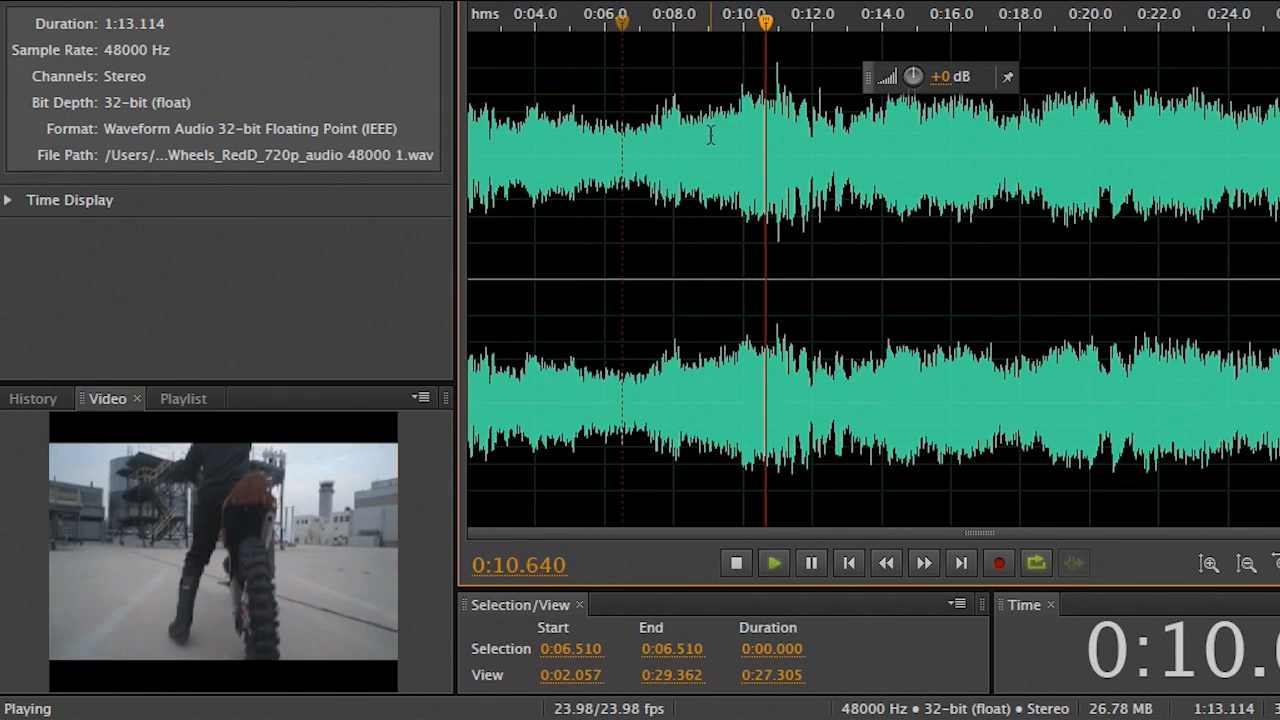 Duration: 1:13.114
Sample Rate: 48000 Hz
Channels: Stereo
Bit Depth: 32-bit (float)
Format: Waveform Audio 32-bit Floating Point (IEEE)
File Path: /Users/...Wheels_RedD_720p_audio 48000 1.wav
Time Display
hms 0:04.0 0:06.0 0:08.0 0:10.0 0:12.0 0:14.0 0:16.0 0:18.0 0:20.0 0:22.0 0:24.0
+0 dB
History Video × Playlist
0:10.640
Selection/View × Time ×
Start End Duration
Selection 0:06.510 0:06.510 0:00.000
View 0:02.057 0:29.362 0:27.305
0:10.
Playing 23.98/23.98 fps 48000 Hz • 32-bit (float) • Stereo 26.78 MB 1:13.114